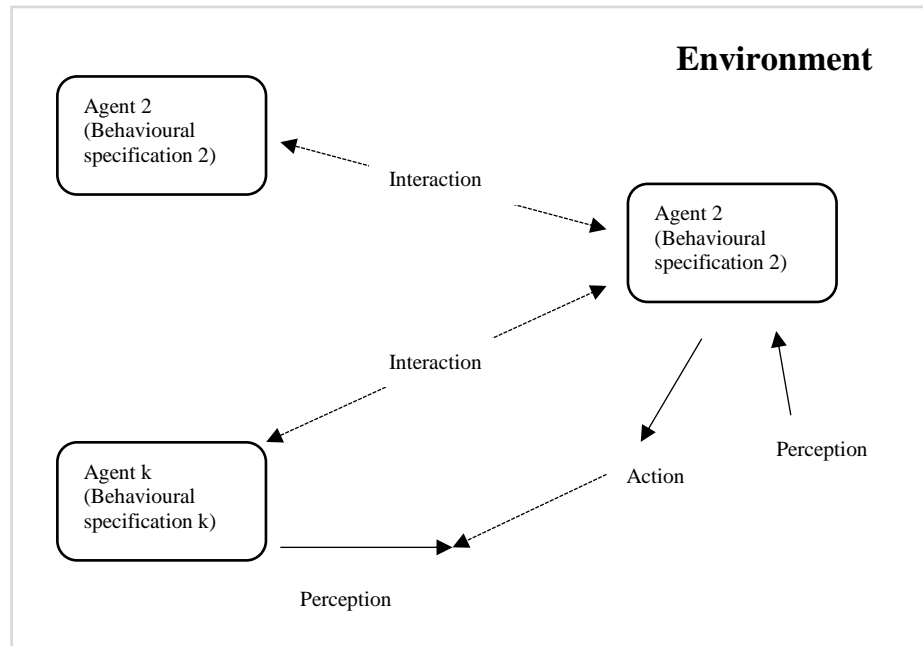 Environment
Agent 2
(Behavioural
specification 2)
Interaction
Agent 2
(Behavioural
specification 2)
Interaction
Agent k
(Behavioural
specification k)
Perception
Action
Perception